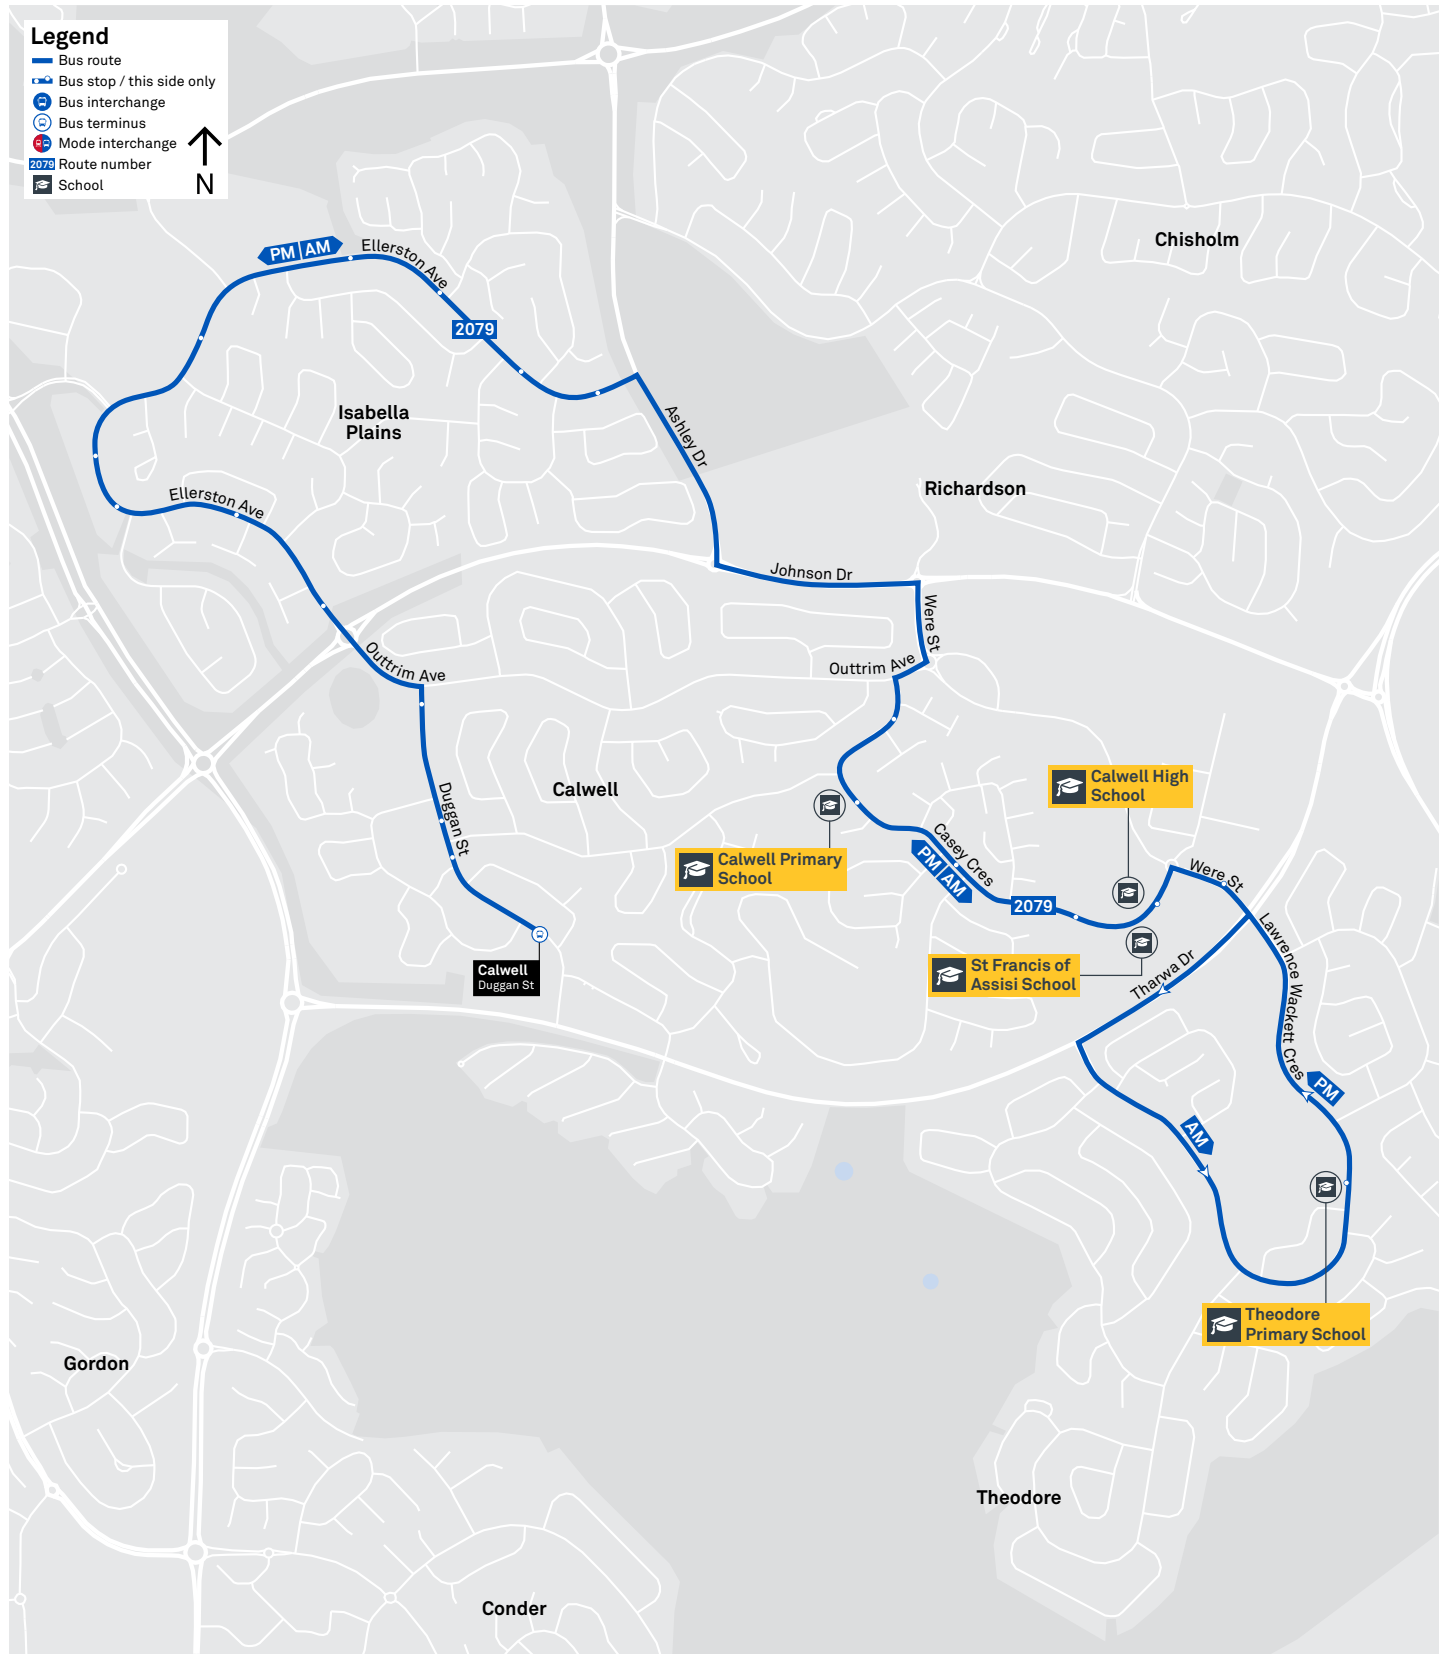 Legend
Bus route
Bus stop / this side only
Bus interchange
Bus terminus
Mode interchange
2079 Route number
School
N
Chisholm
PM AM
Ellerston Ave
2079
Isabella
Plains
Ashley Dr
Richardson
Ellerston Ave
Johnson Dr
Were St
Outtrim Ave
Outtrim Ave
Calwell High
School
Calwell
Duggan St
Casey Cres
Calwell Primary
School
PM AM
Were St
2079
Lawrence Wackett Cres
St Francis of
Assisi School
Tharwa Dr
Calwell
Duggan St
PM
AM
Theodore
Primary School
Gordon
Theodore
Conder